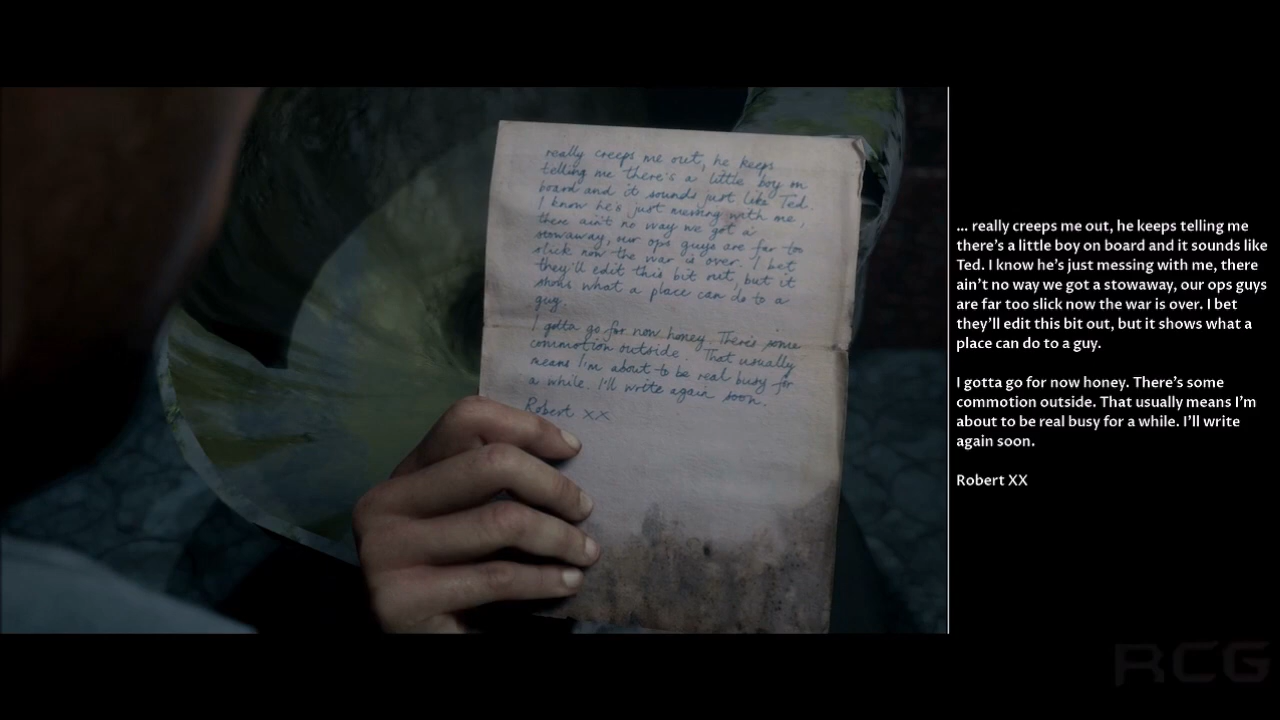 really creeps me out, he keeps
telling me there's a little boy on
board and it sounds just like Ted.
I know he's just messing with me,
there ain't no way we got a
stowaway, our ops guys are far too
slick now the war is over. I bet
they'll edit this bit out, but it
shows what a place can do to a
guy.
I gotta go for now honey. There's some
commotion outside. That usually
means I'm about to be real busy for
a while. I'll write again soon.
Robert XX
... really creeps me out, he keeps telling me
there's a little boy on board and it sounds like
Ted. I know he's just messing with me, there
ain't no way we got a stowaway, our ops guys
are far too slick now the war is over. I bet
they'll edit this bit out, but it shows what a
place can do to a guy.
I gotta go for now honey. There's some
commotion outside. That usually means I'm
about to be real busy for a while. I'll write
again soon.
Robert XX
RCG